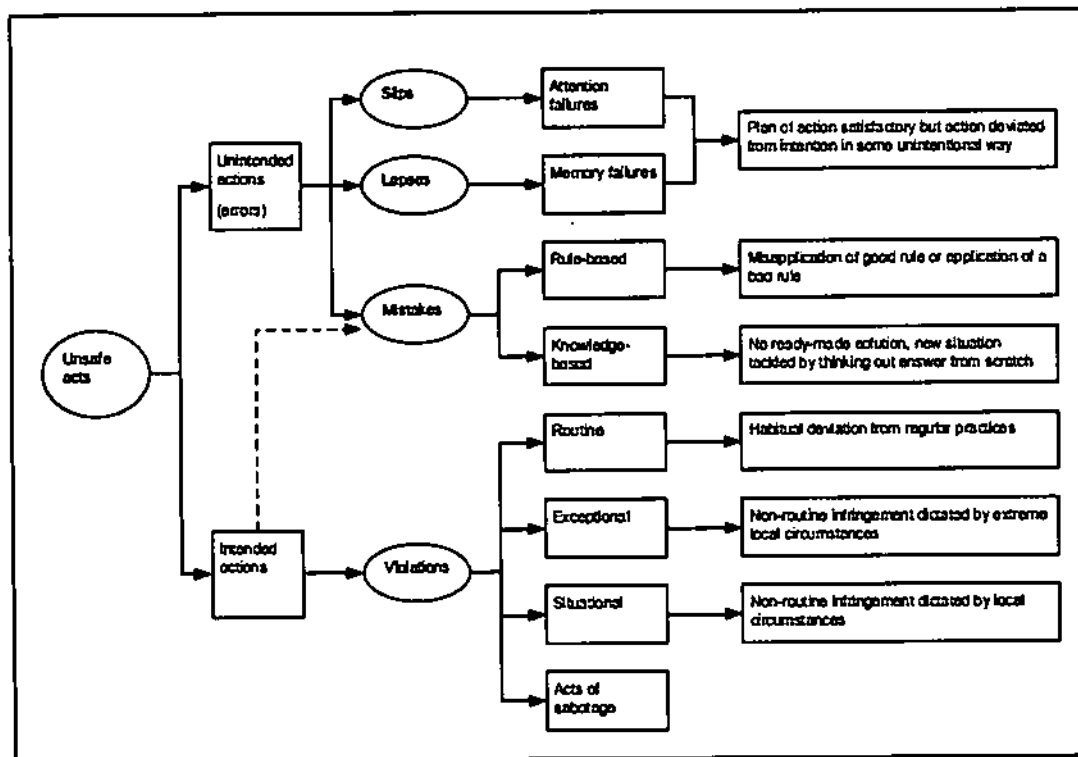 Slips
Attention
failures
Plan of action satisfactory but action deviated
from intention in some unintentional way
Unintended
actions
(errors)
Lapses
Memory failures
Rule-based
Misapplication of good rule or application of a
bad rule
Mistakes
Unsafe
acts
Knowledge-
based
No ready-made solution, new situation
tackled by thinking out answer from scratch
Routine
Habitual deviation from regular practices
Exceptional
Non-routine infringement dictated by extreme
local circumstances
Intended
actions
Violations
Situational
Non-routine infringement dictated by local
circumstances
Acts of
sabotage